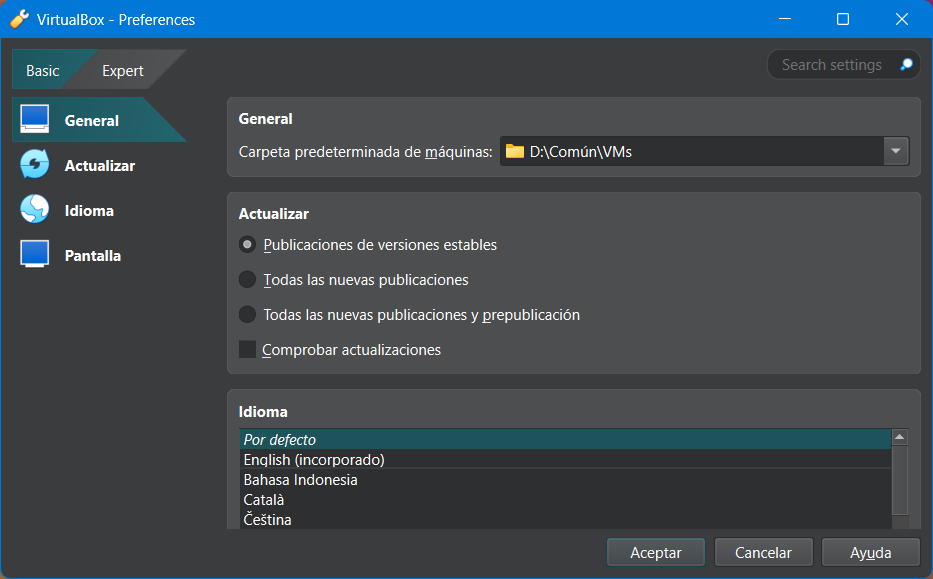 VirtualBox - Preferences
Basic
Expert
Search settings
General
Actualizar
Idioma
Pantalla
General
Carpeta predeterminada de máquinas: D:\Común\VMs
Actualizar
Publicaciones de versiones estables
Todas las nuevas publicaciones
Todas las nuevas publicaciones y prepublicación
Comprobar actualizaciones
Idioma
Por defecto
English (incorporado)
Bahasa Indonesia
Català
Čeština
Aceptar
Cancelar
Ayuda